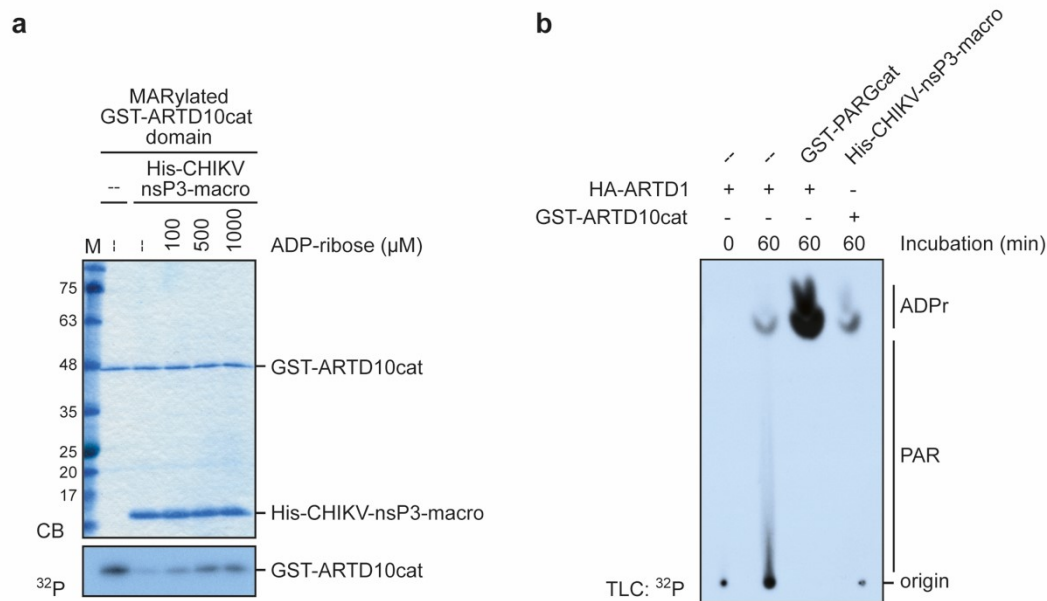 a
MARylated
GST-ARTD10cat
domain
His-CHIKV
-- nsP3-macro
M -- -- 100 500 1000 ADP-ribose (µM)
75
63
48 GST-ARTD10cat
35
25
20
17
His-CHIKV-nsP3-macro
CB
32P GST-ARTD10cat
b
-- -- GST-PARGcat His-CHIKV-nsP3-macro
HA-ARTD1 + + + -
GST-ARTD10cat - - - +
0 60 60 60 Incubation (min)
ADPr
PAR
TLC: 32P origin